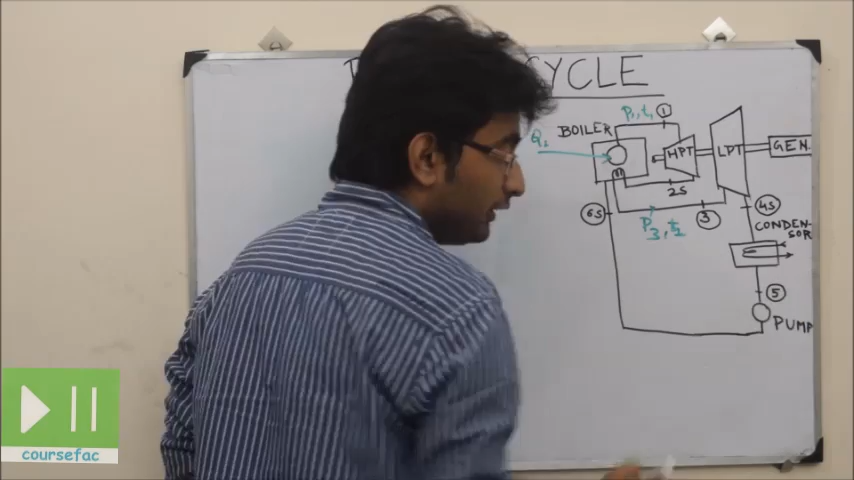 CYCLE
P₁, t₁
1
BOILER
Q₁
HPT
LPT
GEN
2S
6S
P₃, t₂
3
4S
CONDEN-
SOR
5
PUMP
coursefac